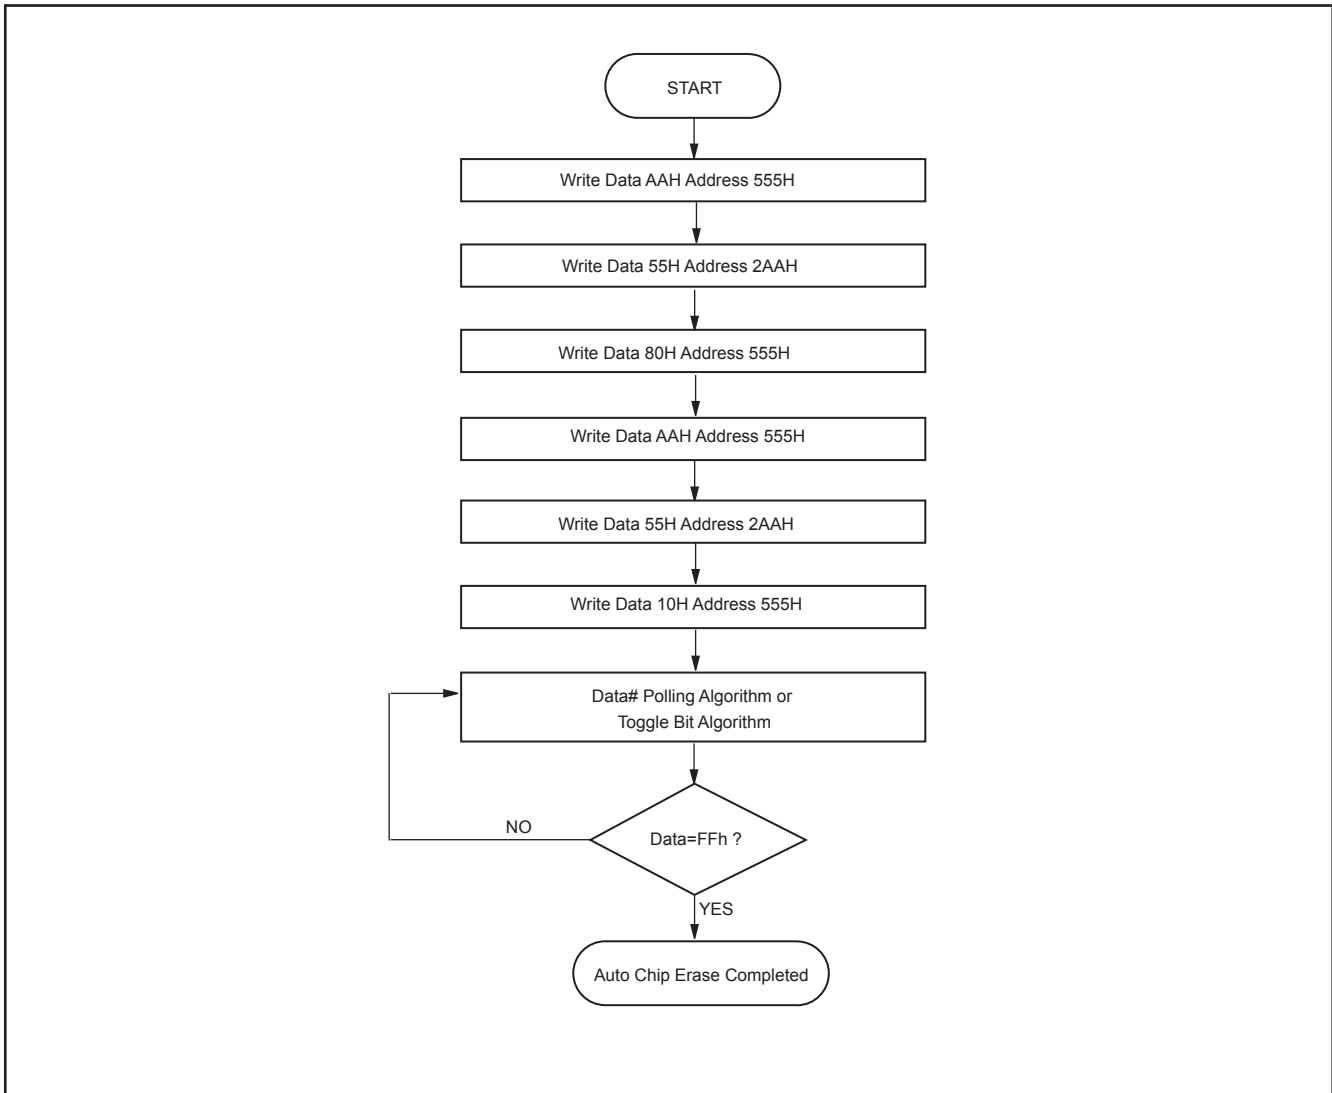 START
Write Data AAH Address 555H
Write Data 55H Address 2AAH
Write Data 80H Address 555H
Write Data AAH Address 555H
Write Data 55H Address 2AAH
Write Data 10H Address 555H
Data# Polling Algorithm or
Toggle Bit Algorithm
NO
Data=FFh ?
YES
Auto Chip Erase Completed